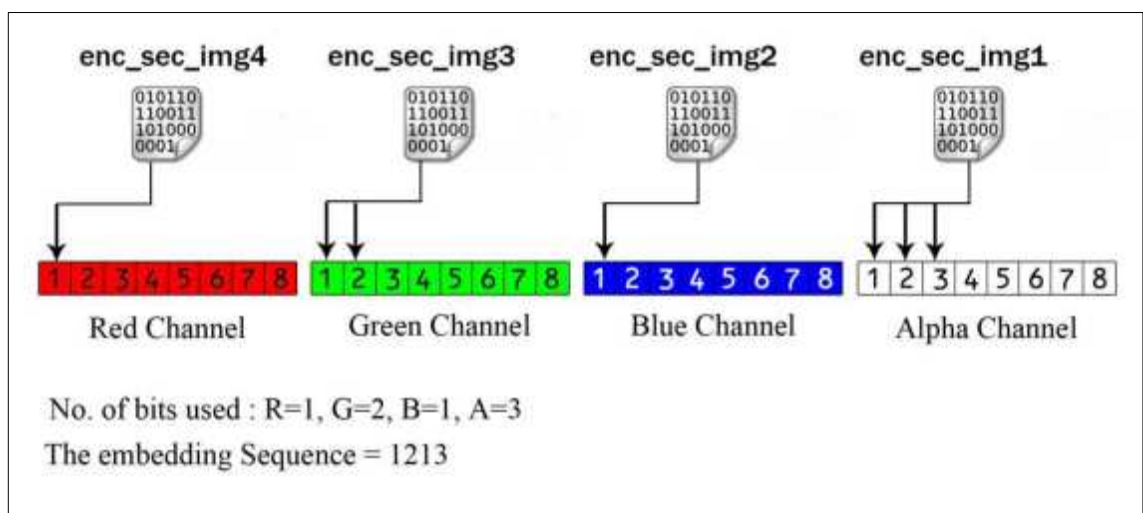 enc_sec_img4 enc_sec_img3 enc_sec_img2 enc_sec_img1
010110 010110 010110 010110
110011 110011 110011 110011
101000 101000 101000 101000
0001 0001 0001 0001
1 2 3 4 5 6 7 8 1 2 3 4 5 6 7 8 1 2 3 4 5 6 7 8 1 2 3 4 5 6 7 8
Red Channel Green Channel Blue Channel Alpha Channel
No. of bits used : R=1, G=2, B=1, A=3
The embedding Sequence = 1213